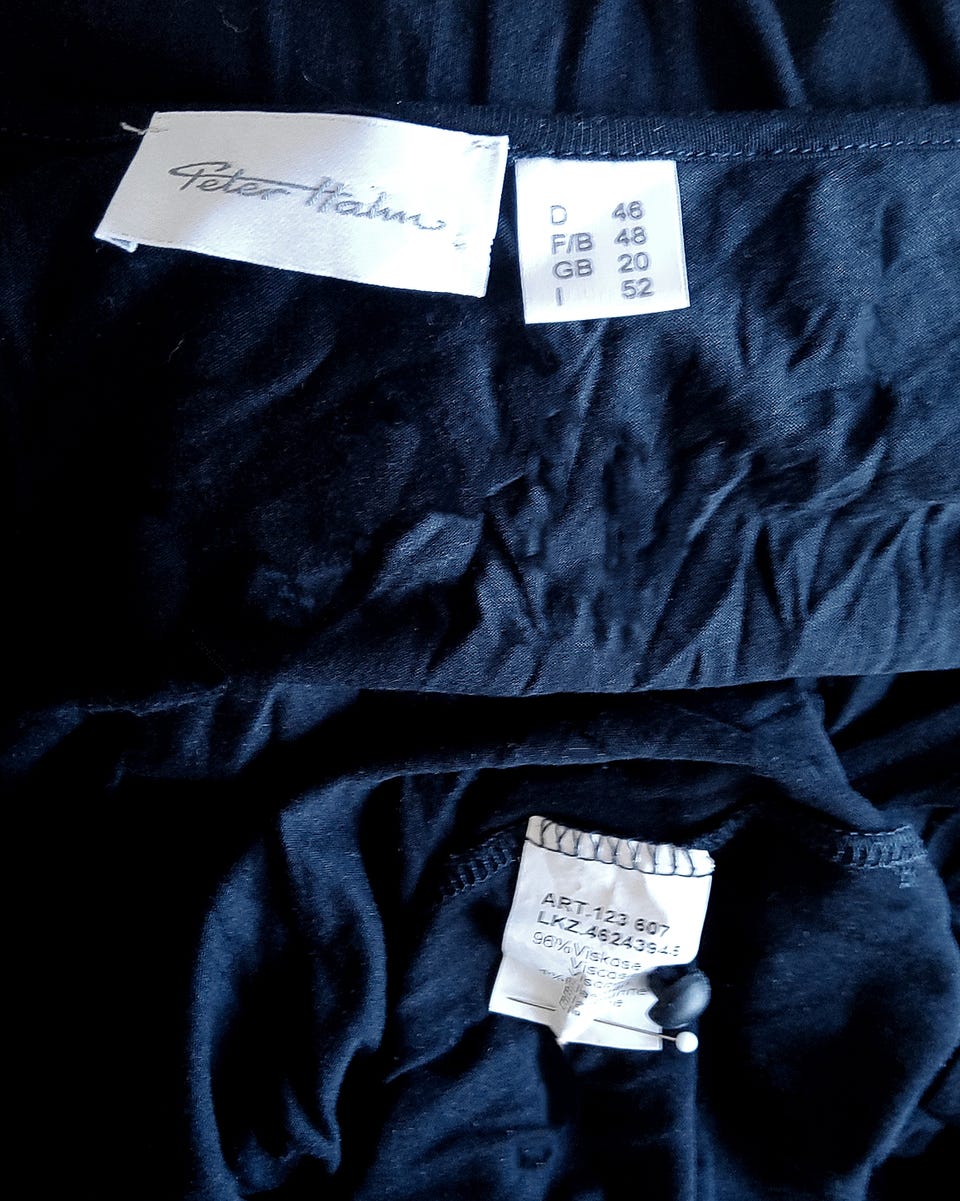 Peter Hahn
D 46
F/B 48
GB 20
I 52
ART.123 607
LKZ.46243945
96%Viskose
Viscose